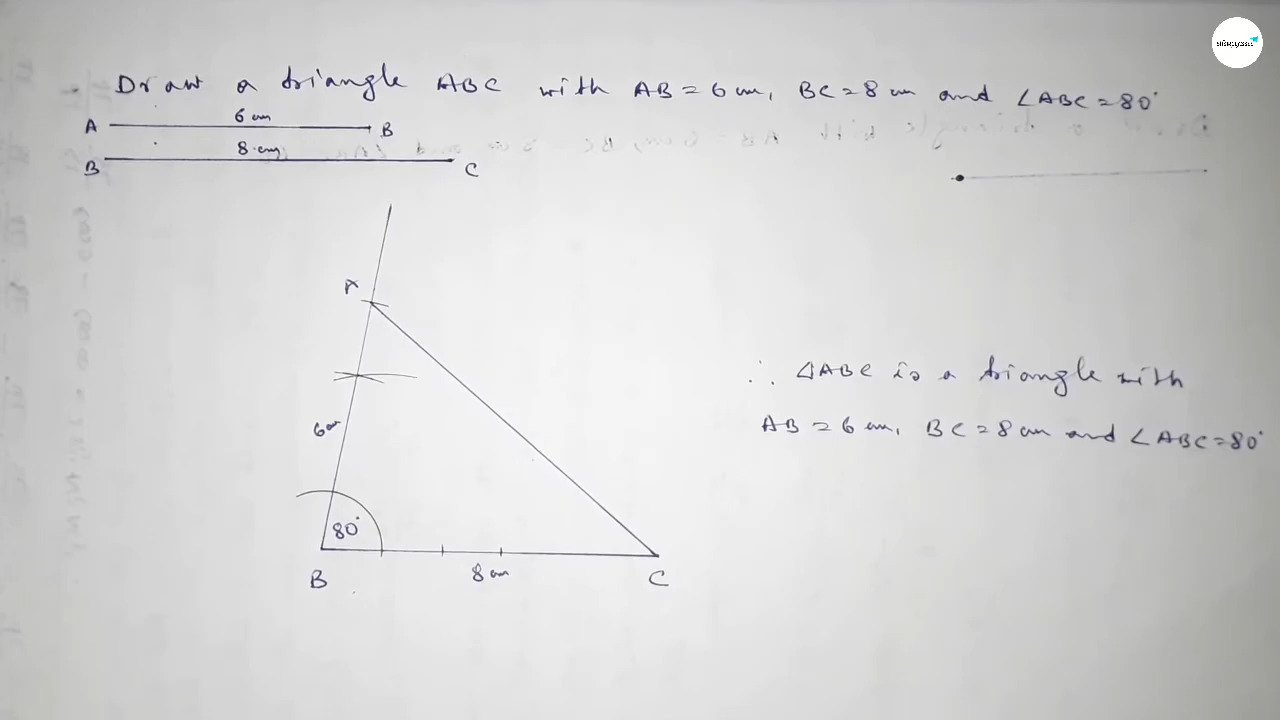 Draw a triangle ABC with AB = 6 cm, BC = 8 cm and ∠ABC = 80°
A 6 cm B
B 8 cm C
A
∴ △ABC is a triangle with
6 cm
AB = 6 cm, BC = 8 cm and ∠ABC = 80°
80°
B 8 cm C